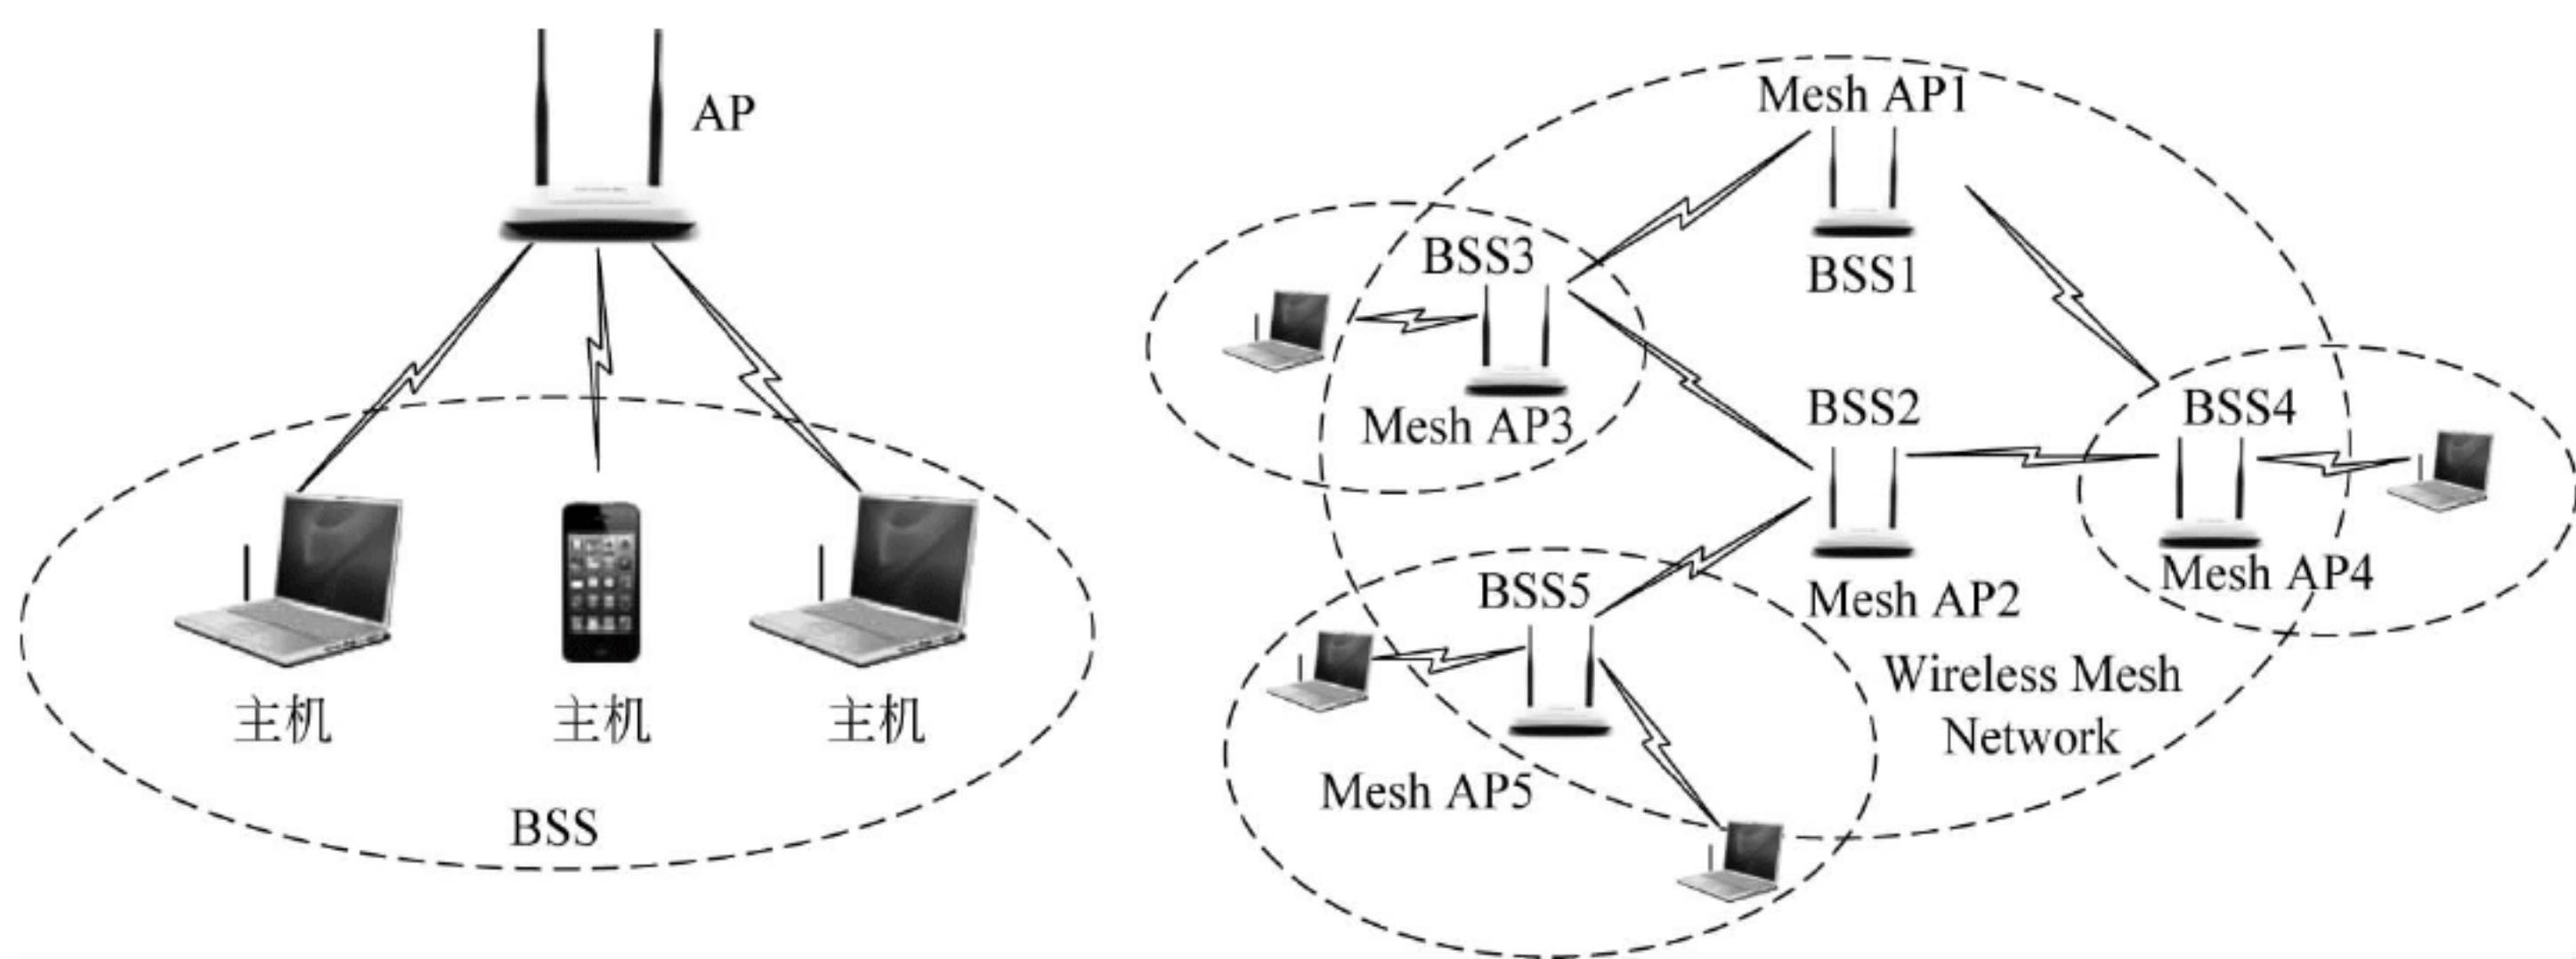 AP
主机
主机
主机
BSS
Mesh AP1
BSS1
BSS3
Mesh AP3
BSS2
Mesh AP2
BSS4
Mesh AP4
BSS5
Mesh AP5
Wireless Mesh
Network